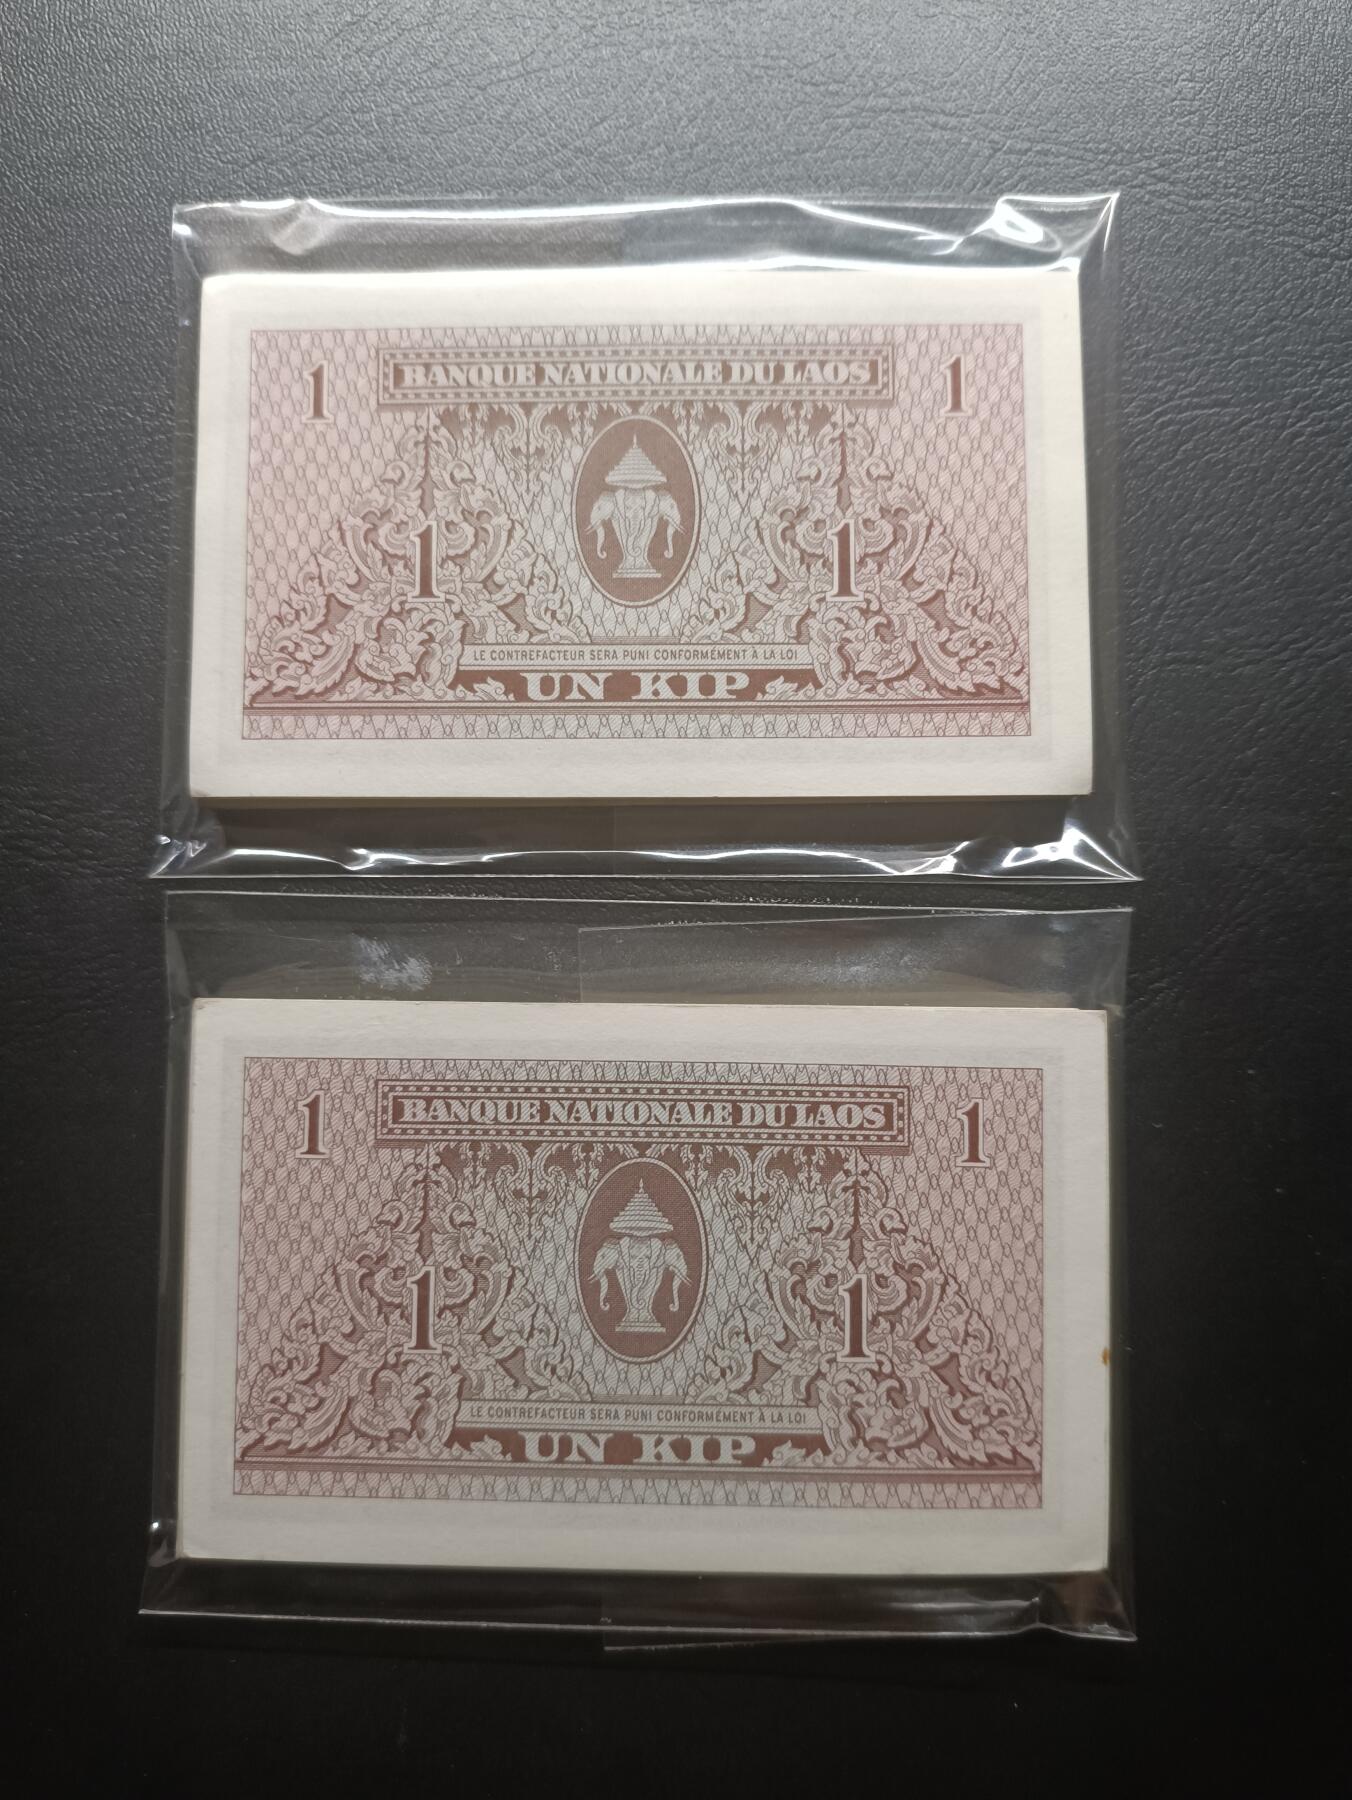 1 BANQUE NATIONALE DU LAOS 1
1 1
LE CONTREFACTEUR SERA PUNI CONFORMÉMENT À LA LOI
UN KIP
1 BANQUE NATIONALE DU LAOS 1
1 1
LE CONTREFACTEUR SERA PUNI CONFORMÉMENT À LA LOI
UN KIP